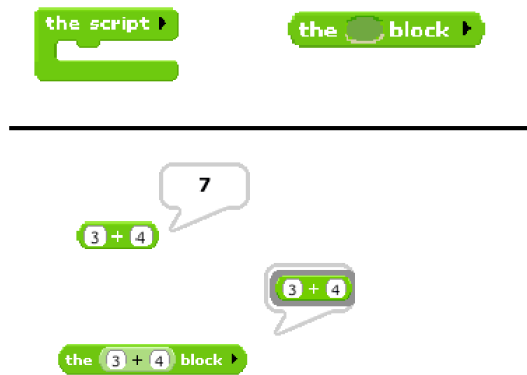 the script
the block
7
3 + 4
3 + 4
the 3 + 4 block